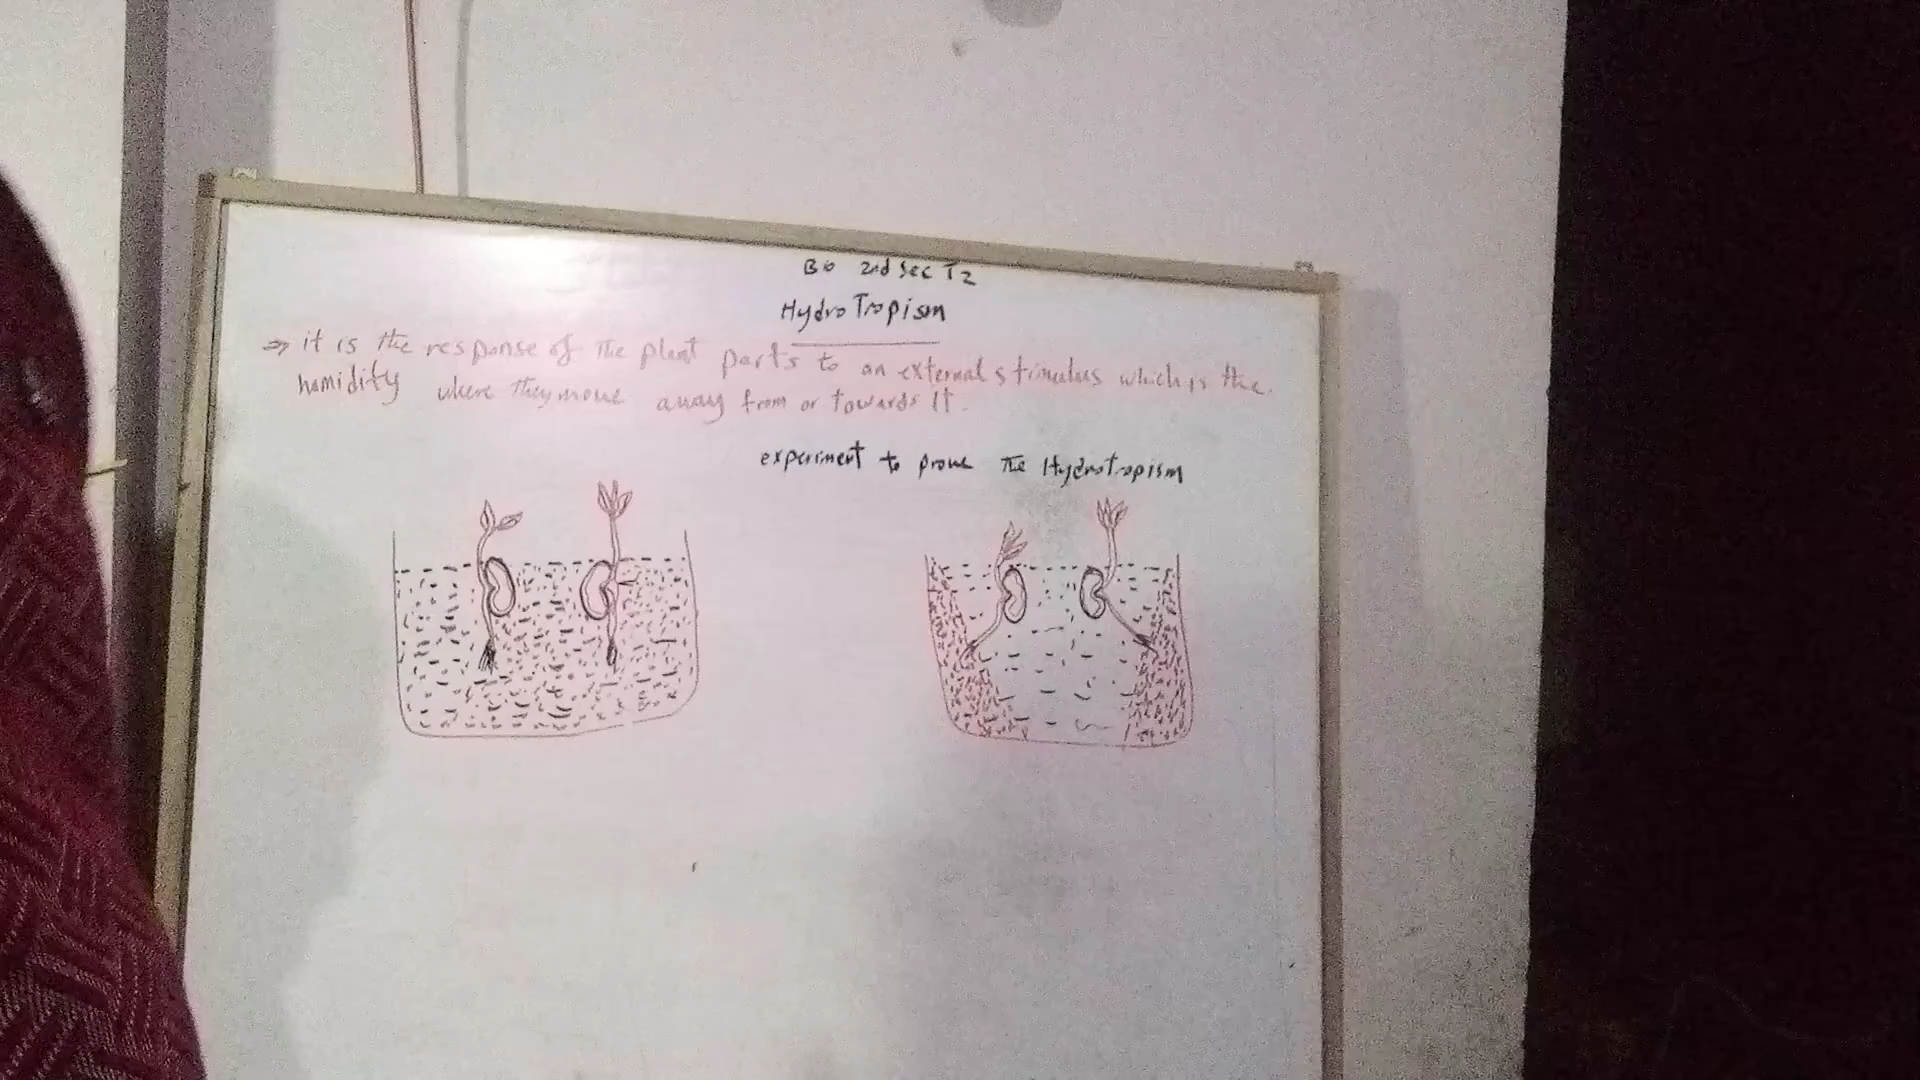 Bio 2nd Sec T2
Hydro Tropism
⇒ it is the response of the plant parts to an external stimulus which is the
humidity where they move away from or towards it.
experiment to prove the Hydrotropism